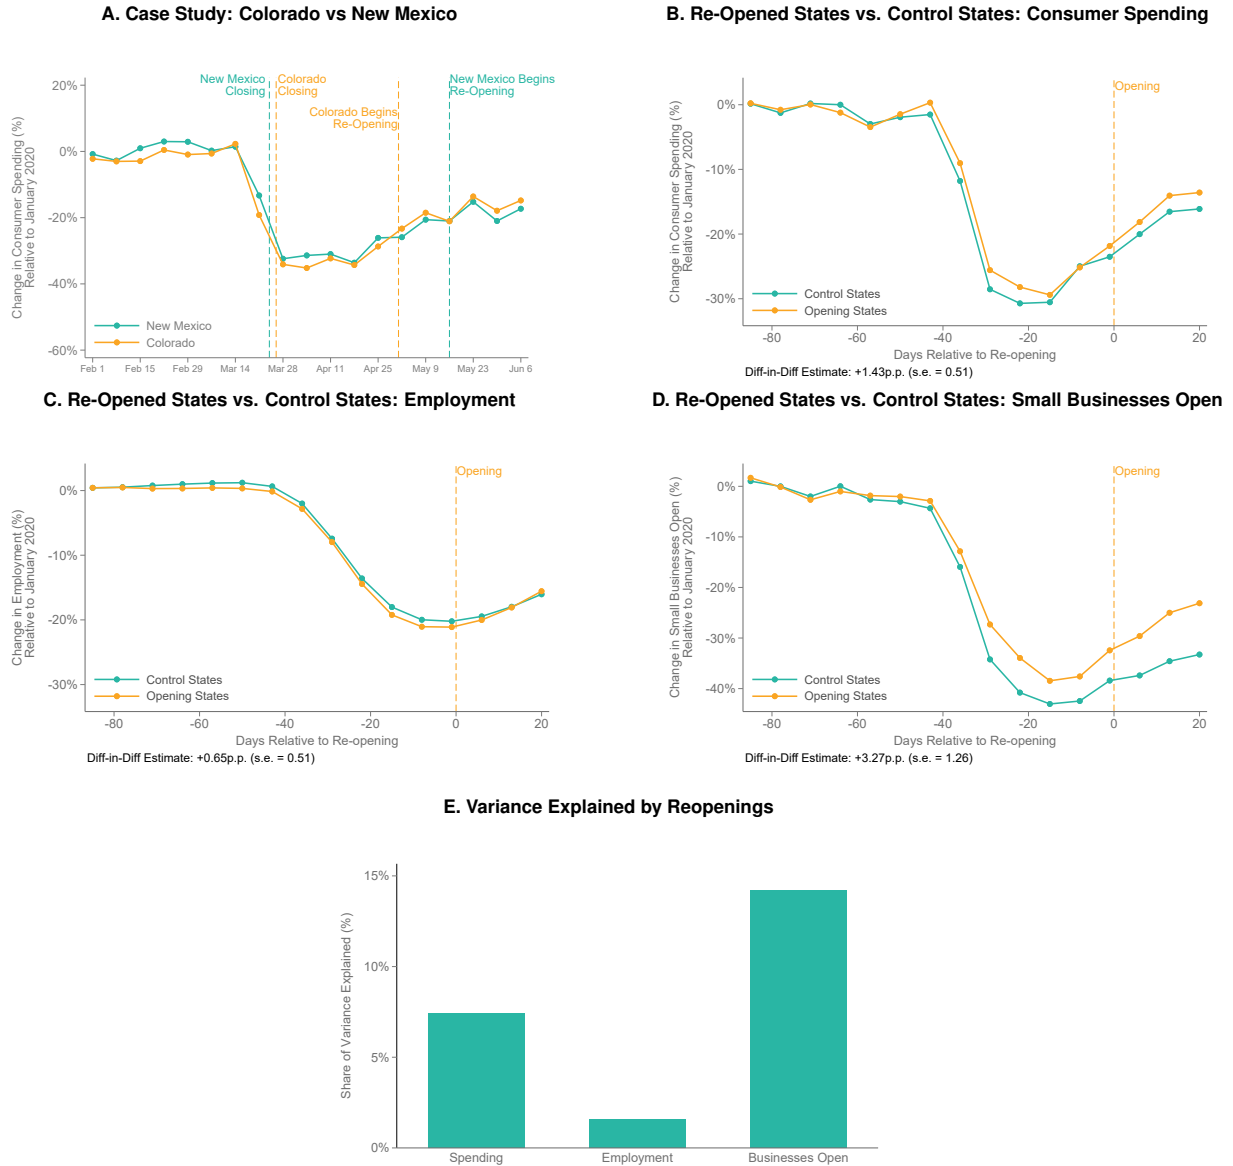 A. Case Study: Colorado vs New Mexico
Change in Consumer Spending (%)
Relative to January 2020
20%
0%
-20%
-40%
-60%
New Mexico
Closing
Colorado
Closing
Colorado Begins
Re-Opening
New Mexico Begins
Re-Opening
New Mexico
Colorado
Feb 1
Feb 15
Feb 29
Mar 14
Mar 28
Apr 11
Apr 25
May 9
May 23
Jun 6
B. Re-Opened States vs. Control States: Consumer Spending
Change in Consumer Spending (%)
Relative to January 2020
0%
-10%
-20%
-30%
Opening
Control States
Opening States
-80
-60
-40
-20
0
20
Days Relative to Re-opening
Diff-in-Diff Estimate: +1.43p.p. (s.e. = 0.51)
C. Re-Opened States vs. Control States: Employment
Change in Employment (%)
Relative to January 2020
0%
-10%
-20%
-30%
Opening
Control States
Opening States
-80
-60
-40
-20
0
20
Days Relative to Re-opening
Diff-in-Diff Estimate: +0.65p.p. (s.e. = 0.51)
D. Re-Opened States vs. Control States: Small Businesses Open
Change in Small Businesses Open (%)
Relative to January 2020
0%
-10%
-20%
-30%
-40%
Opening
Control States
Opening States
-80
-60
-40
-20
0
20
Days Relative to Re-opening
Diff-in-Diff Estimate: +3.27p.p. (s.e. = 1.26)
E. Variance Explained by Reopenings
Share of Variance Explained (%)
15%
10%
5%
0%
Spending
Employment
Businesses Open